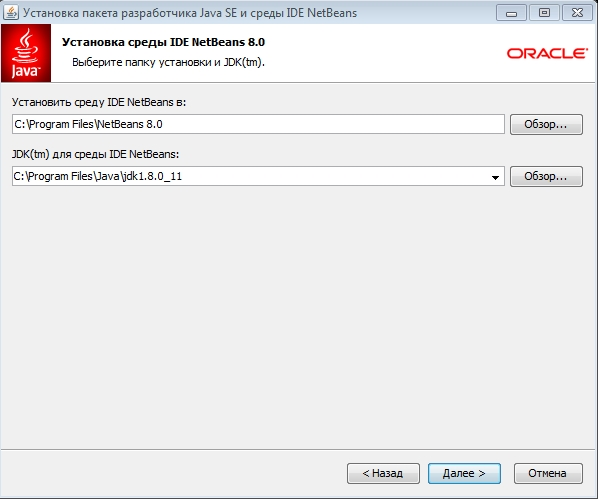 Установка пакета разработчика Java SE и среды IDE NetBeans
Установка среды IDE NetBeans 8.0
Выберите папку установки и JDK(tm).
Java™
ORACLE®
Установить среду IDE NetBeans в:
C:\Program Files\NetBeans 8.0
Обзор...
JDK(tm) для среды IDE NetBeans:
C:\Program Files\Java\jdk1.8.0_11
Обзор...
< Назад
Далее >
Отмена